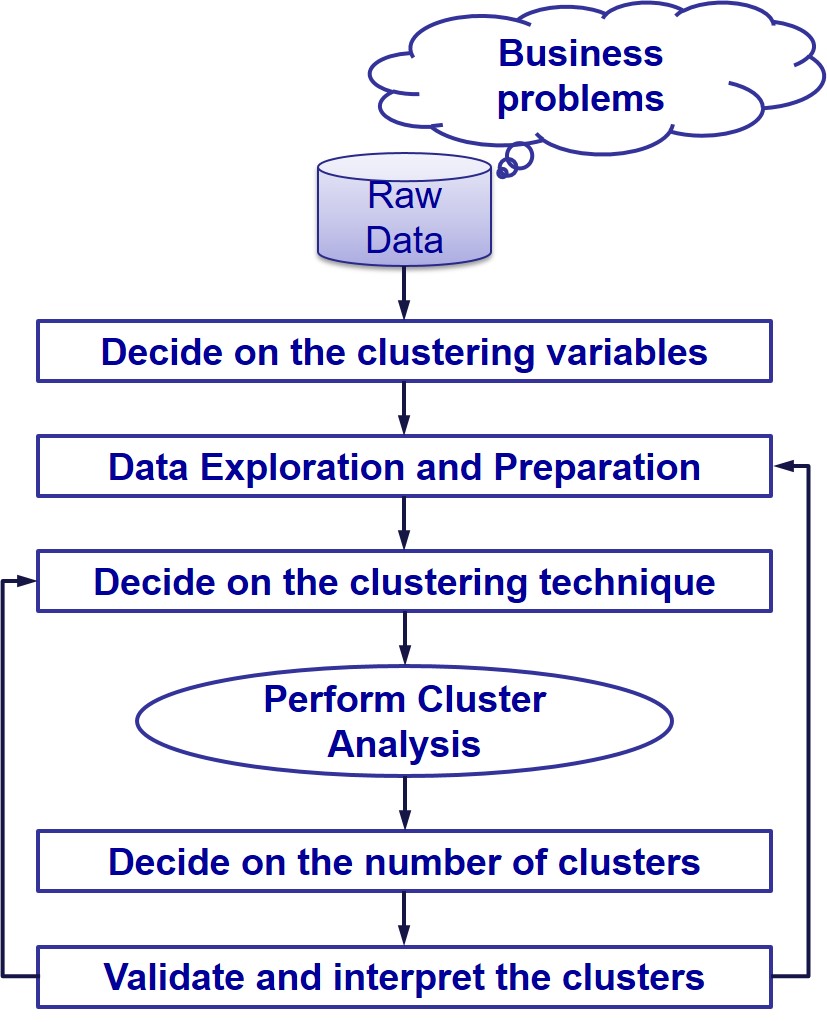 Business
problems
Raw
Data
Decide on the clustering variables
Data Exploration and Preparation
Decide on the clustering technique
Perform Cluster
Analysis
Decide on the number of clusters
Validate and interpret the clusters